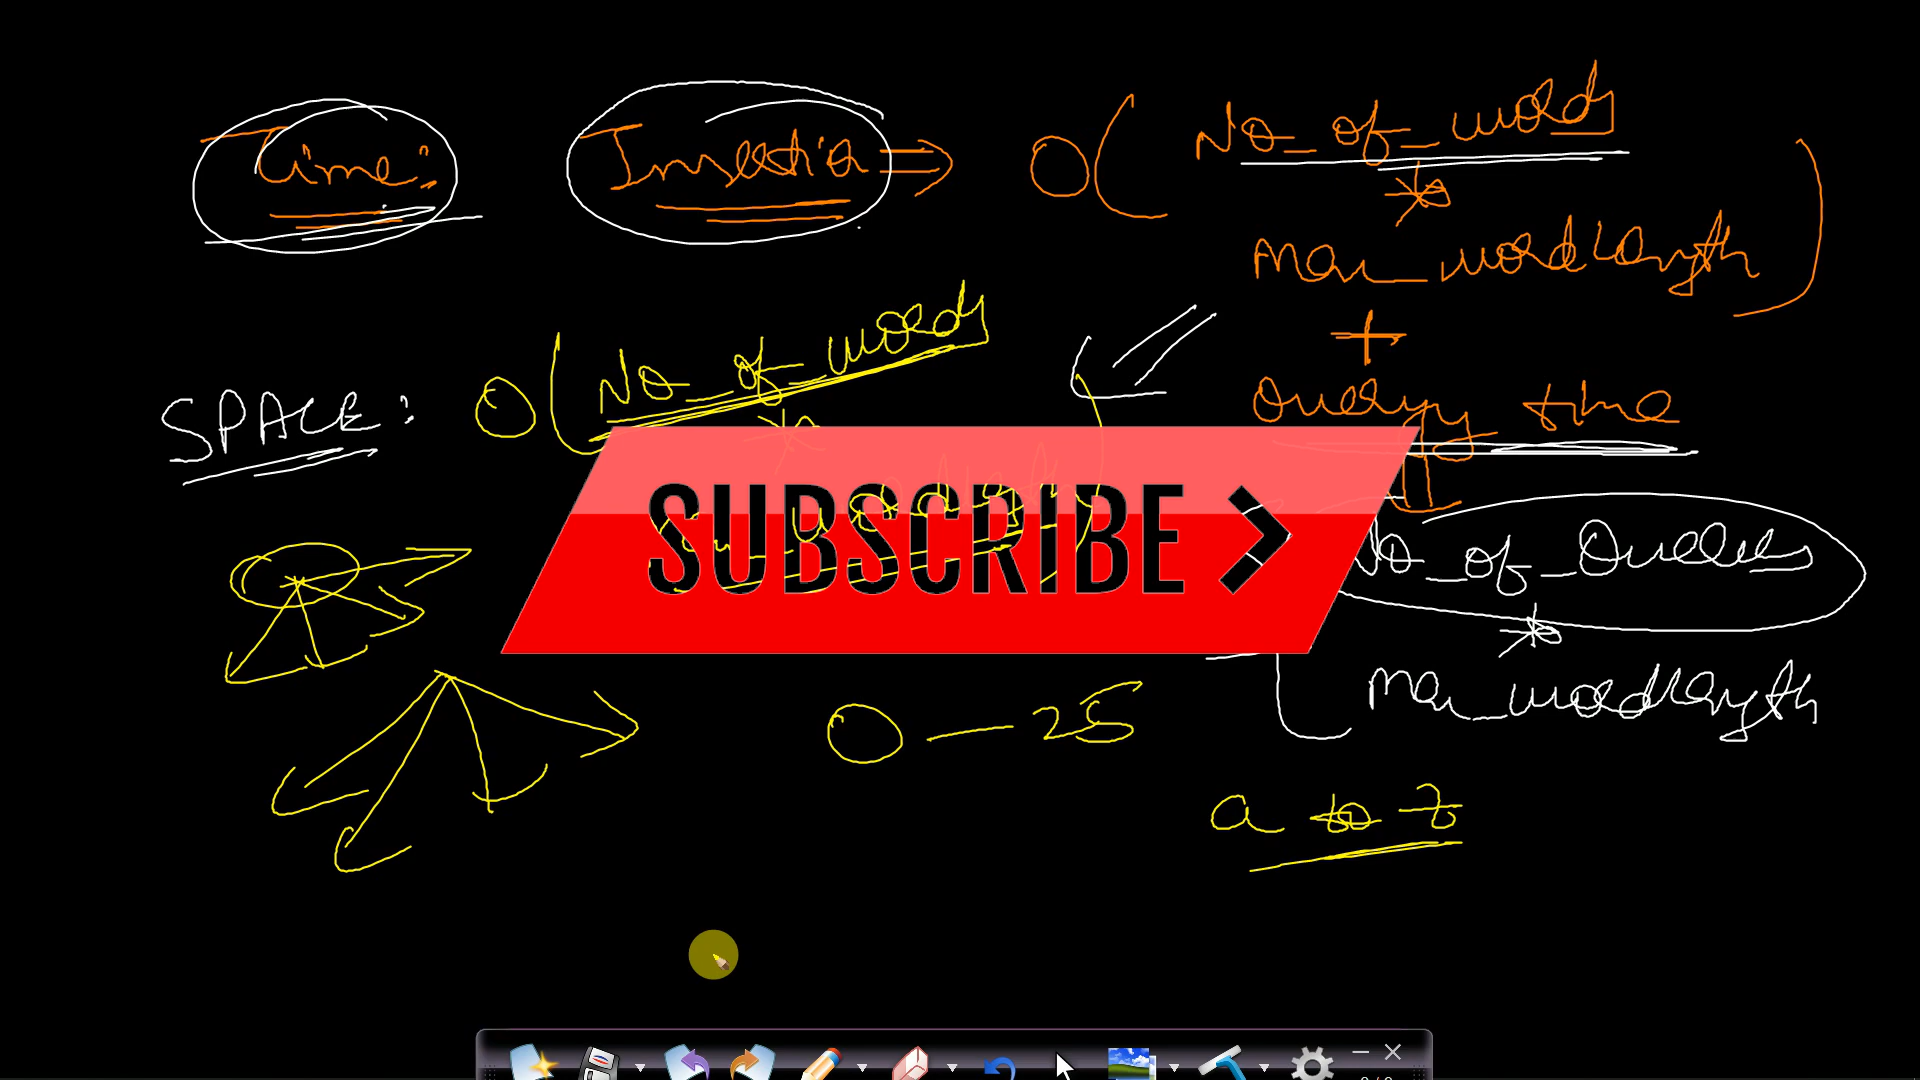 Time: Insertion ⇒ O( No_of_words
*
max_wordlength )
+
Query time
SPACE: O( No_of_words
*
SUBSCRIBE
No_of_Queries
*
max_wordlength
0 — 25
a to z